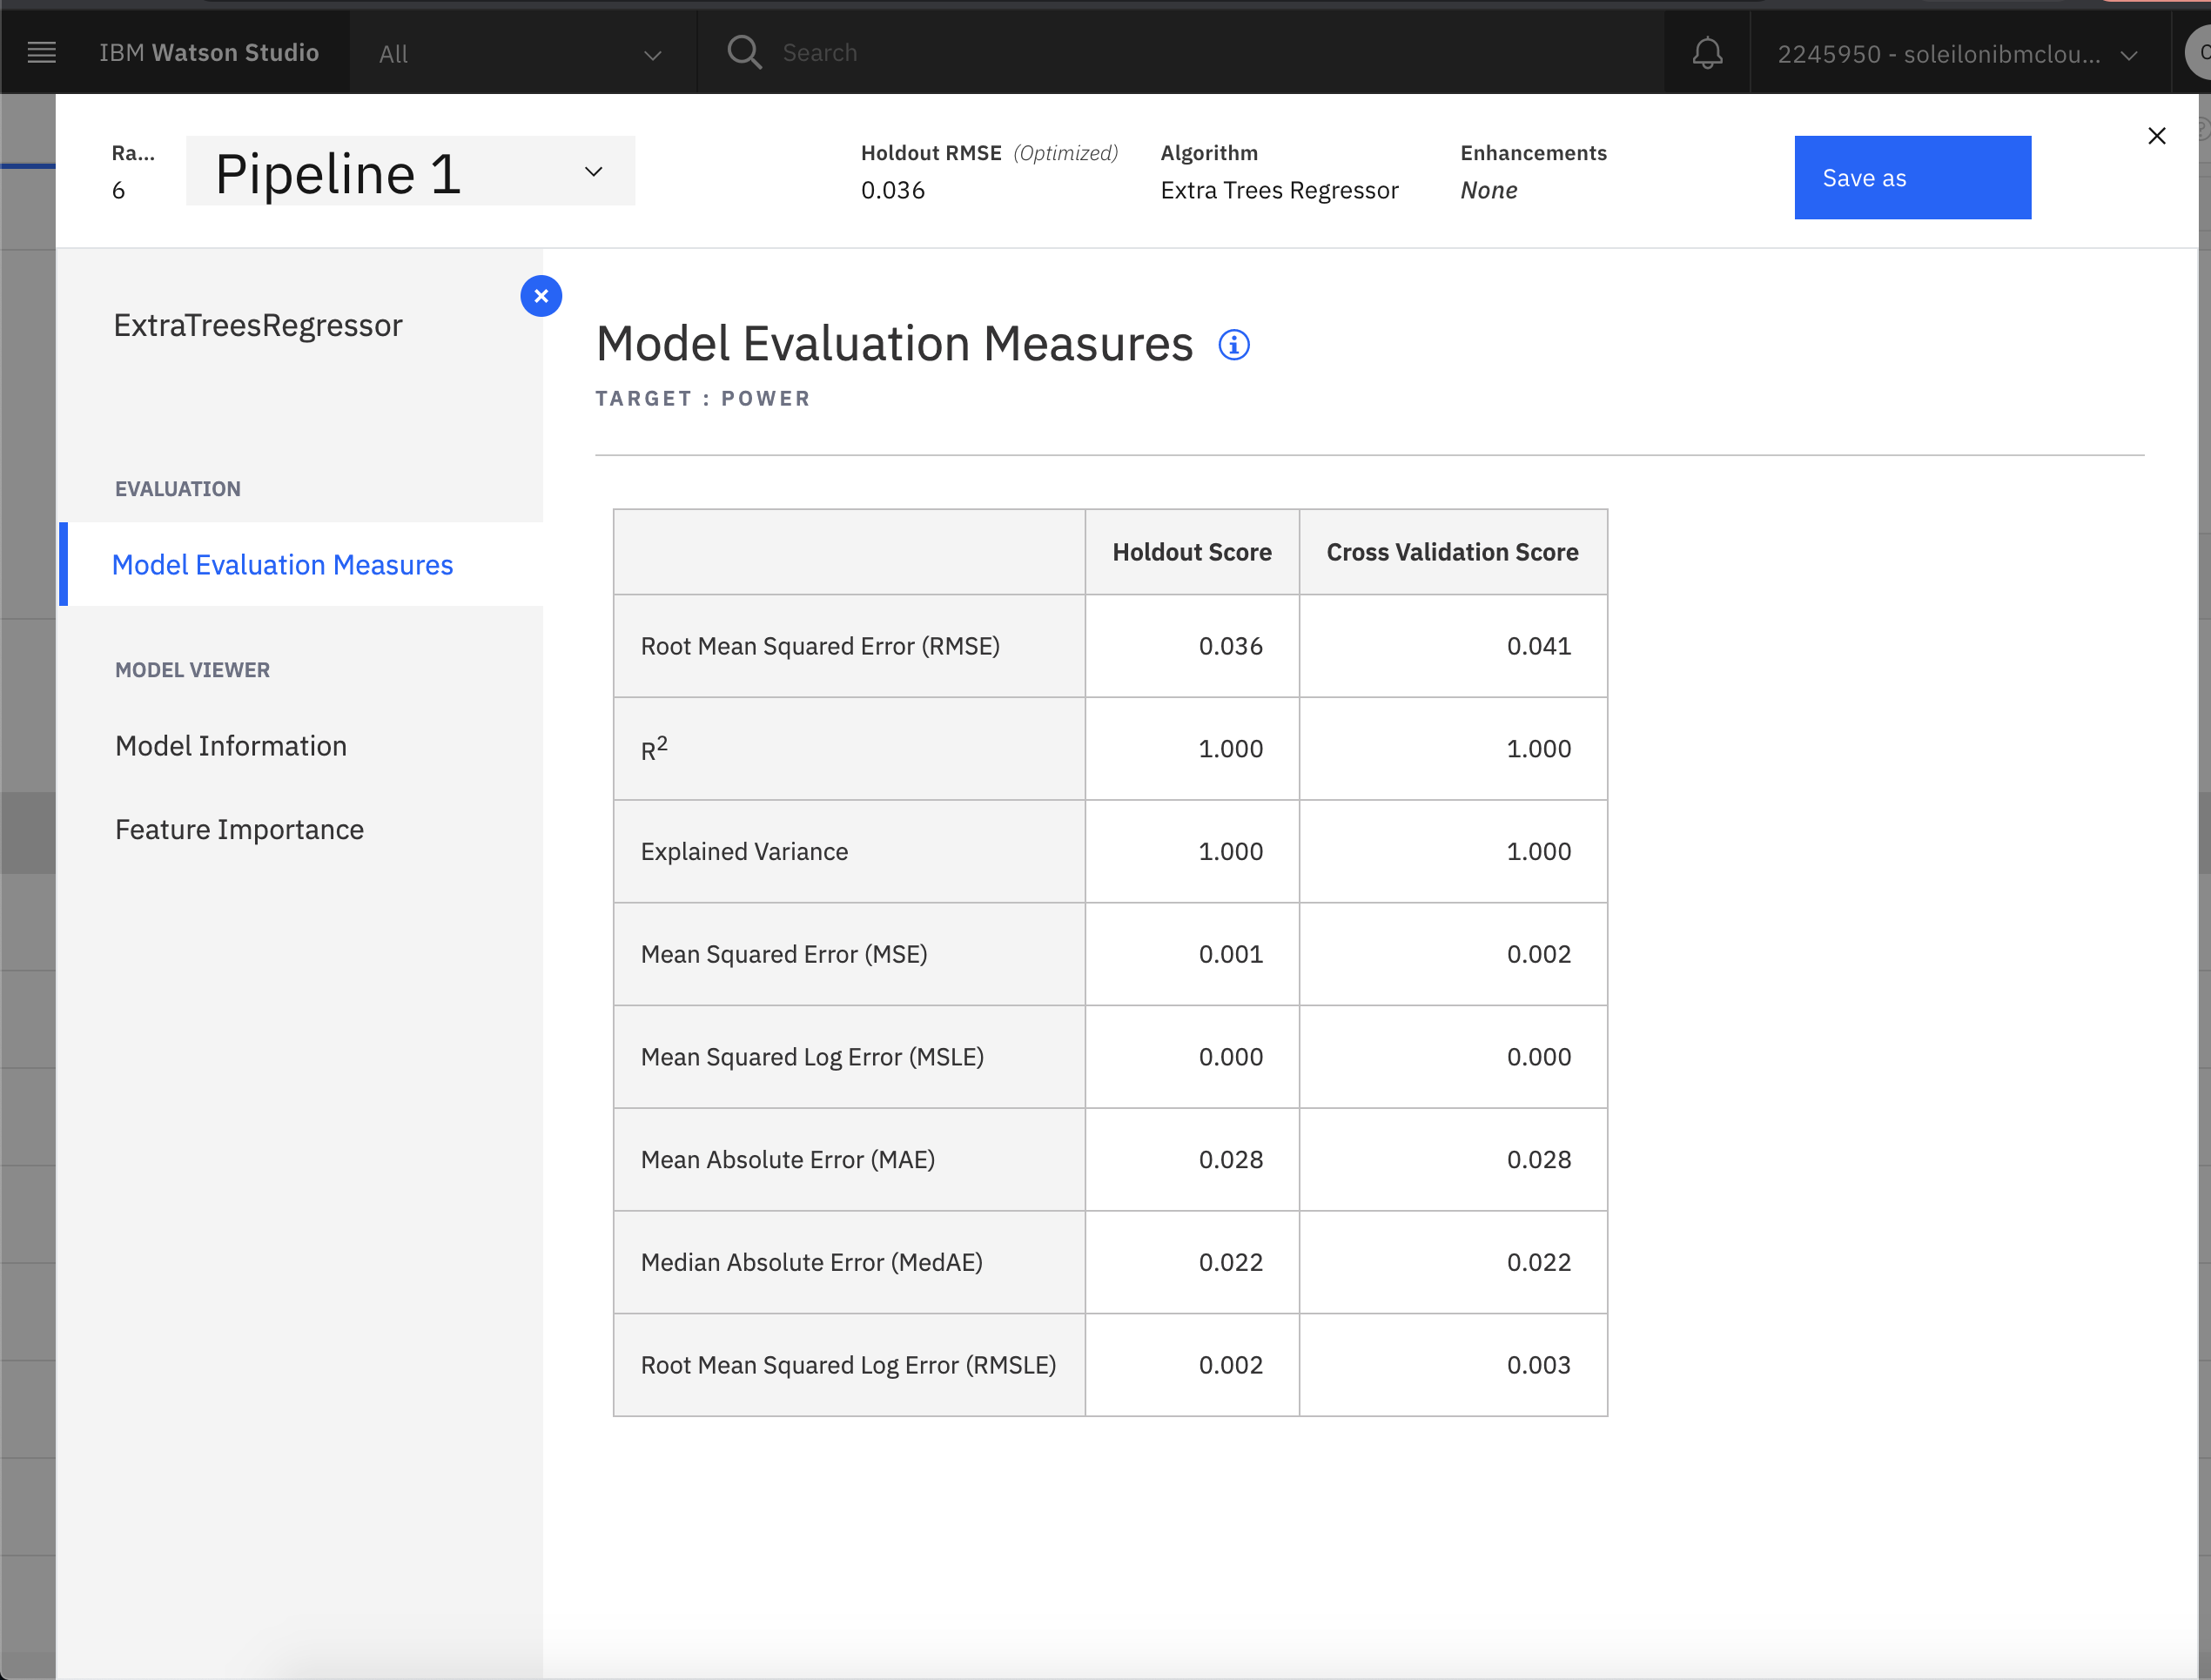 IBM Watson Studio
All
Search
2245950 - soleilonibmclou...
Ra...
6
Pipeline 1
Holdout RMSE (Optimized)
0.036
Algorithm
Extra Trees Regressor
Enhancements
None
Save as
ExtraTreesRegressor
EVALUATION
Model Evaluation Measures
MODEL VIEWER
Model Information
Feature Importance
Model Evaluation Measures
TARGET : POWER
Holdout Score Cross Validation Score
Root Mean Squared Error (RMSE) 0.036 0.041
R² 1.000 1.000
Explained Variance 1.000 1.000
Mean Squared Error (MSE) 0.001 0.002
Mean Squared Log Error (MSLE) 0.000 0.000
Mean Absolute Error (MAE) 0.028 0.028
Median Absolute Error (MedAE) 0.022 0.022
Root Mean Squared Log Error (RMSLE) 0.002 0.003